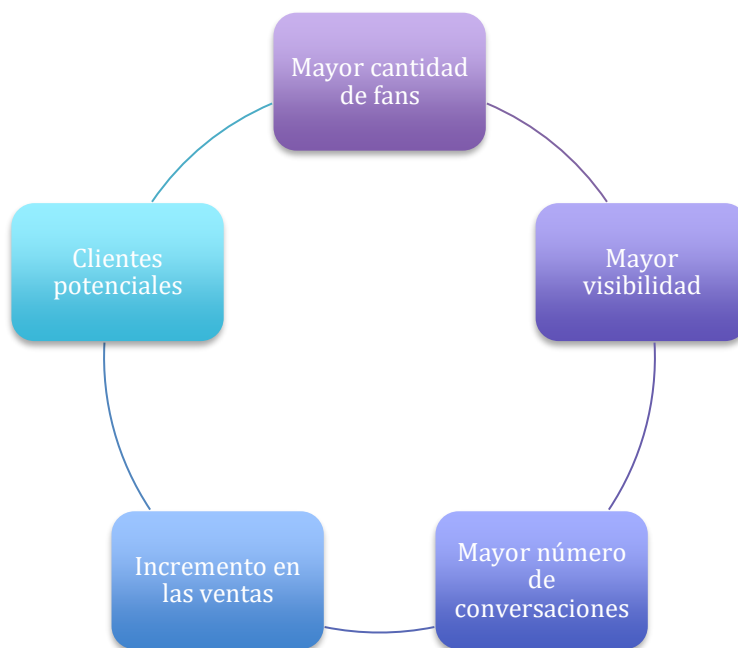 Mayor cantidad
de fans
Mayor
visibilidad
Mayor número
de
conversaciones
Incremento en
las ventas
Clientes
potenciales